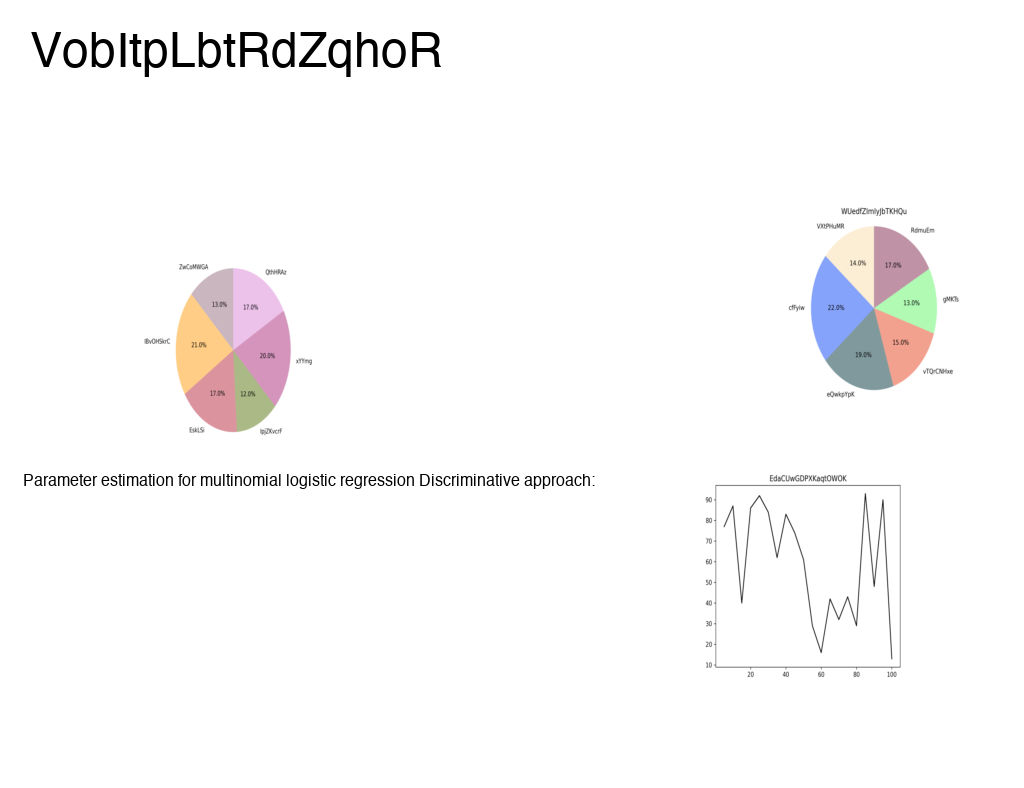 VobItpLbtRdZqhoR
WUedfZImIyJbTKHQu
VXtPHuMR
RdmuEm
14.0%
17.0%
gMKTs
13.0%
cfFyiw
22.0%
15.0%
19.0%
vTQrCNHxe
eQwkpYpK
ZwCoMWGA
QthHRAz
13.0%
17.0%
IBvOHSkrC
21.0%
20.0%
xYYmg
17.0%
12.0%
EskLSi
IpjZKvcrF
Parameter estimation for multinomial logistic regression Discriminative approach:
EdaCUwGDPXKaqtOWOK
90
80
70
60
50
40
30
20
10
20 40 60 80 100